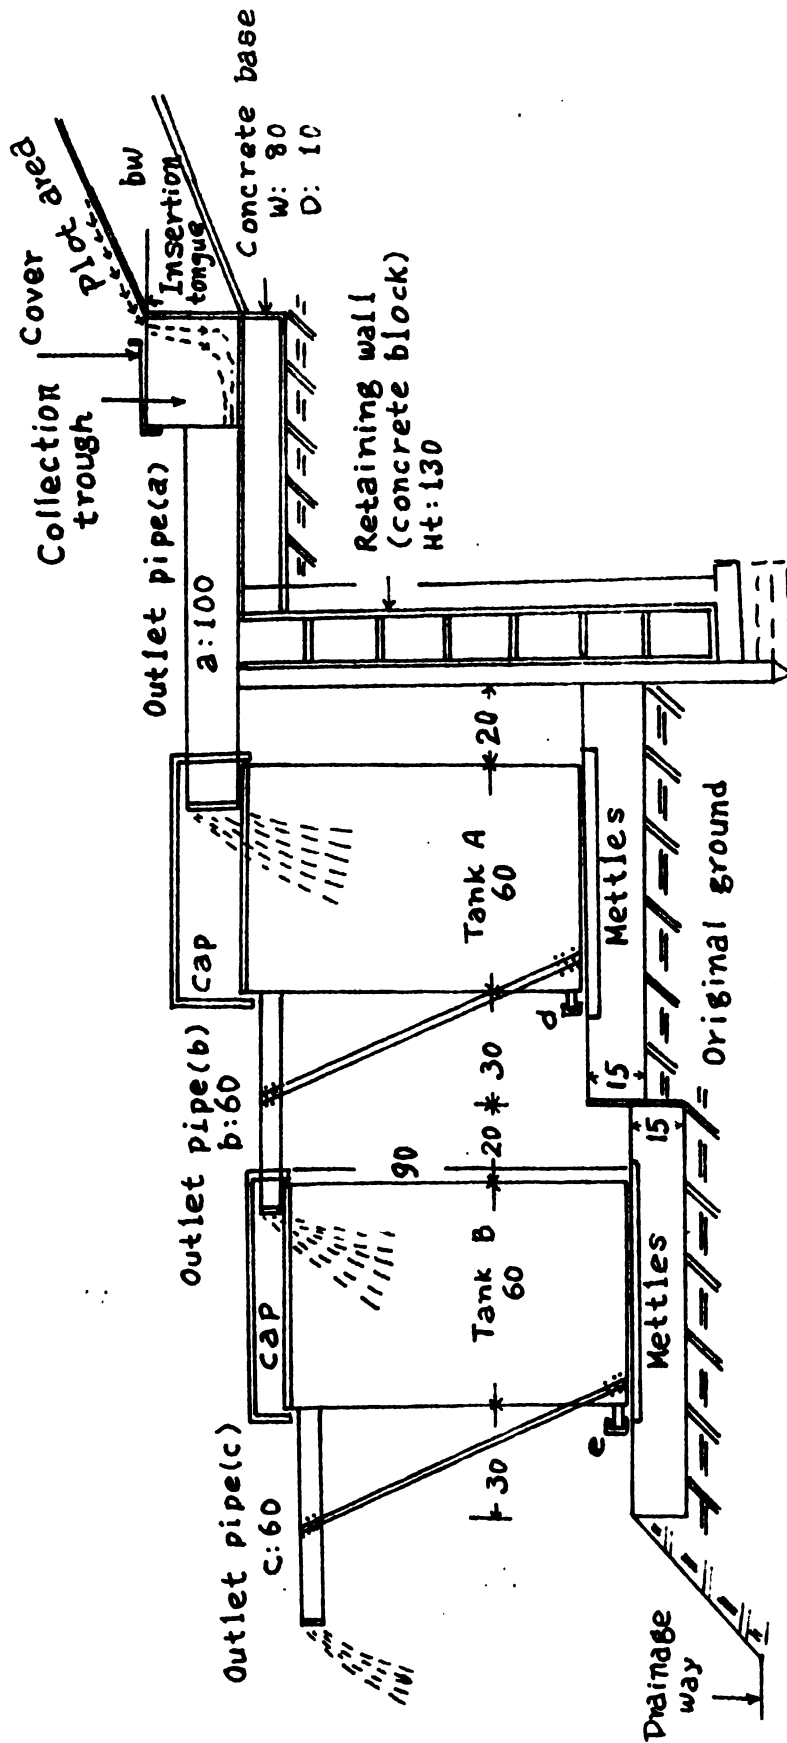 Plot area
Cover
bw
Insertion
tongue
Concrete base
W: 80
D: 10
Collection
trough
Outlet pipe(a)
a:100
Retaining wall
(concrete block)
Ht:130
Cap
Tank A
60
20
Mettles
Original ground
d
15
Outlet pipe(b)
b:60
30
20
90
15
Cap
Tank B
60
Mettles
e
Outlet pipe(c)
c:60
30
Drainage
way